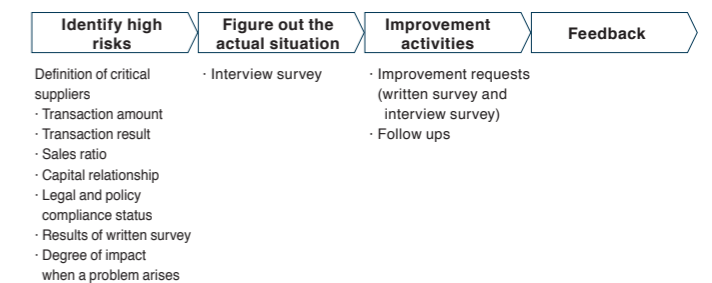 Identify high
risks
Figure out the
actual situation
Improvement
activities
Feedback
Definition of critical
suppliers
· Transaction amount
· Transaction result
· Sales ratio
· Capital relationship
· Legal and policy
compliance status
· Results of written survey
· Degree of impact
when a problem arises
· Interview survey
· Improvement requests
(written survey and
interview survey)
· Follow ups